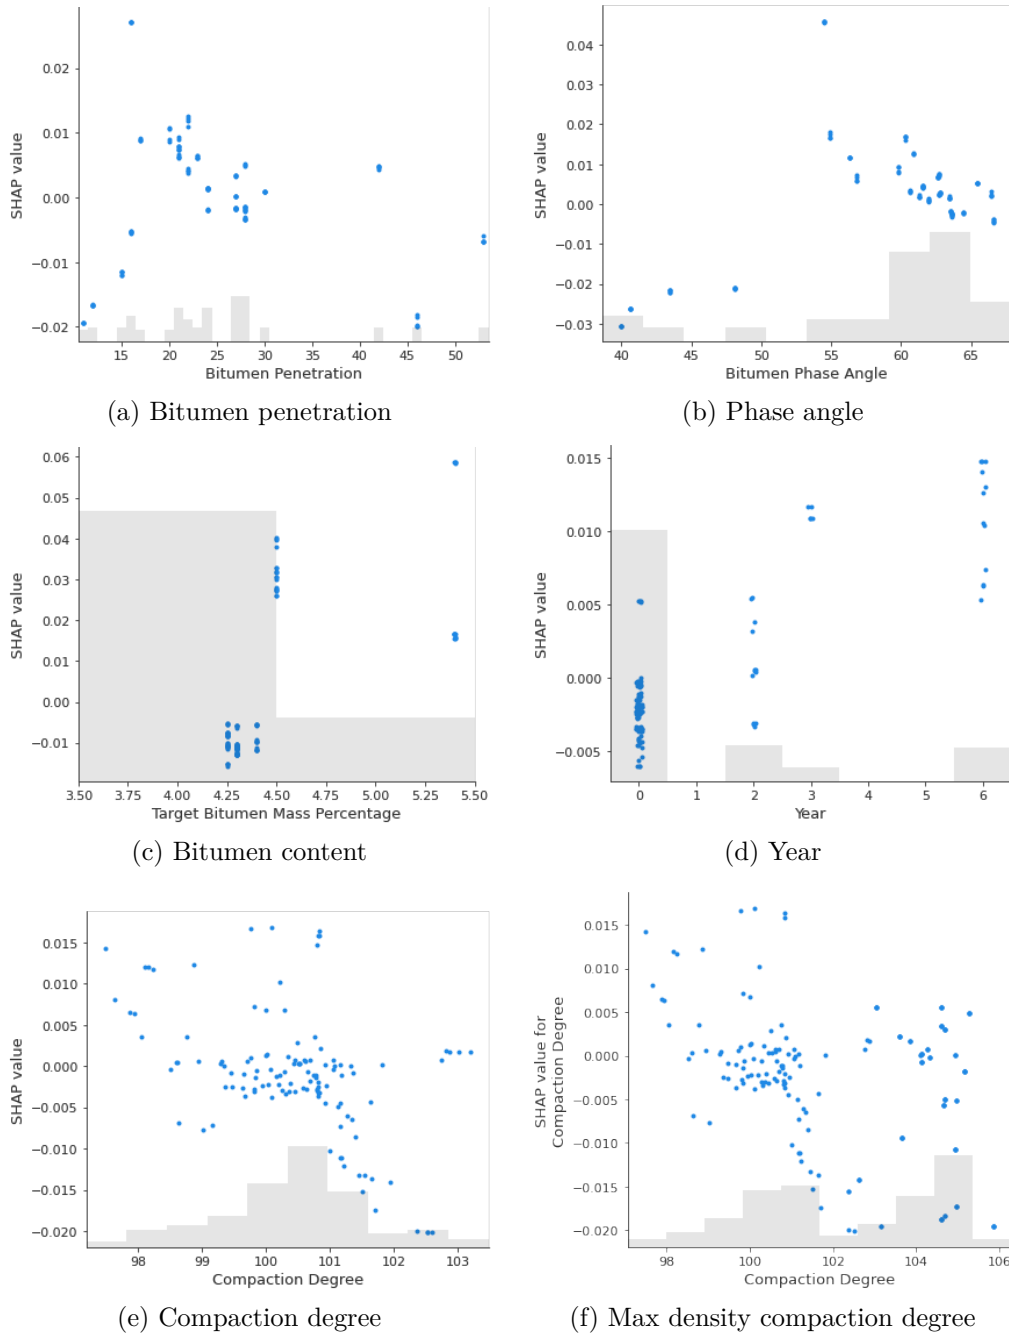 SHAP value
0.02
0.01
0.00
−0.01
−0.02
15 20 25 30 35 40 45 50
Bitumen Penetration
(a) Bitumen penetration
SHAP value
0.04
0.03
0.02
0.01
0.00
−0.01
−0.02
−0.03
40 45 50 55 60 65
Bitumen Phase Angle
(b) Phase angle
SHAP value
0.06
0.05
0.04
0.03
0.02
0.01
0.00
−0.01
3.50 3.75 4.00 4.25 4.50 4.75 5.00 5.25 5.50
Target Bitumen Mass Percentage
(c) Bitumen content
SHAP value
0.015
0.010
0.005
0.000
−0.005
0 1 2 3 4 5 6
Year
(d) Year
SHAP value
0.015
0.010
0.005
0.000
−0.005
−0.010
−0.015
−0.020
98 99 100 101 102 103
Compaction Degree
(e) Compaction degree
SHAP value for
Compaction Degree
0.015
0.010
0.005
0.000
−0.005
−0.010
−0.015
−0.020
98 100 102 104 106
Compaction Degree
(f) Max density compaction degree